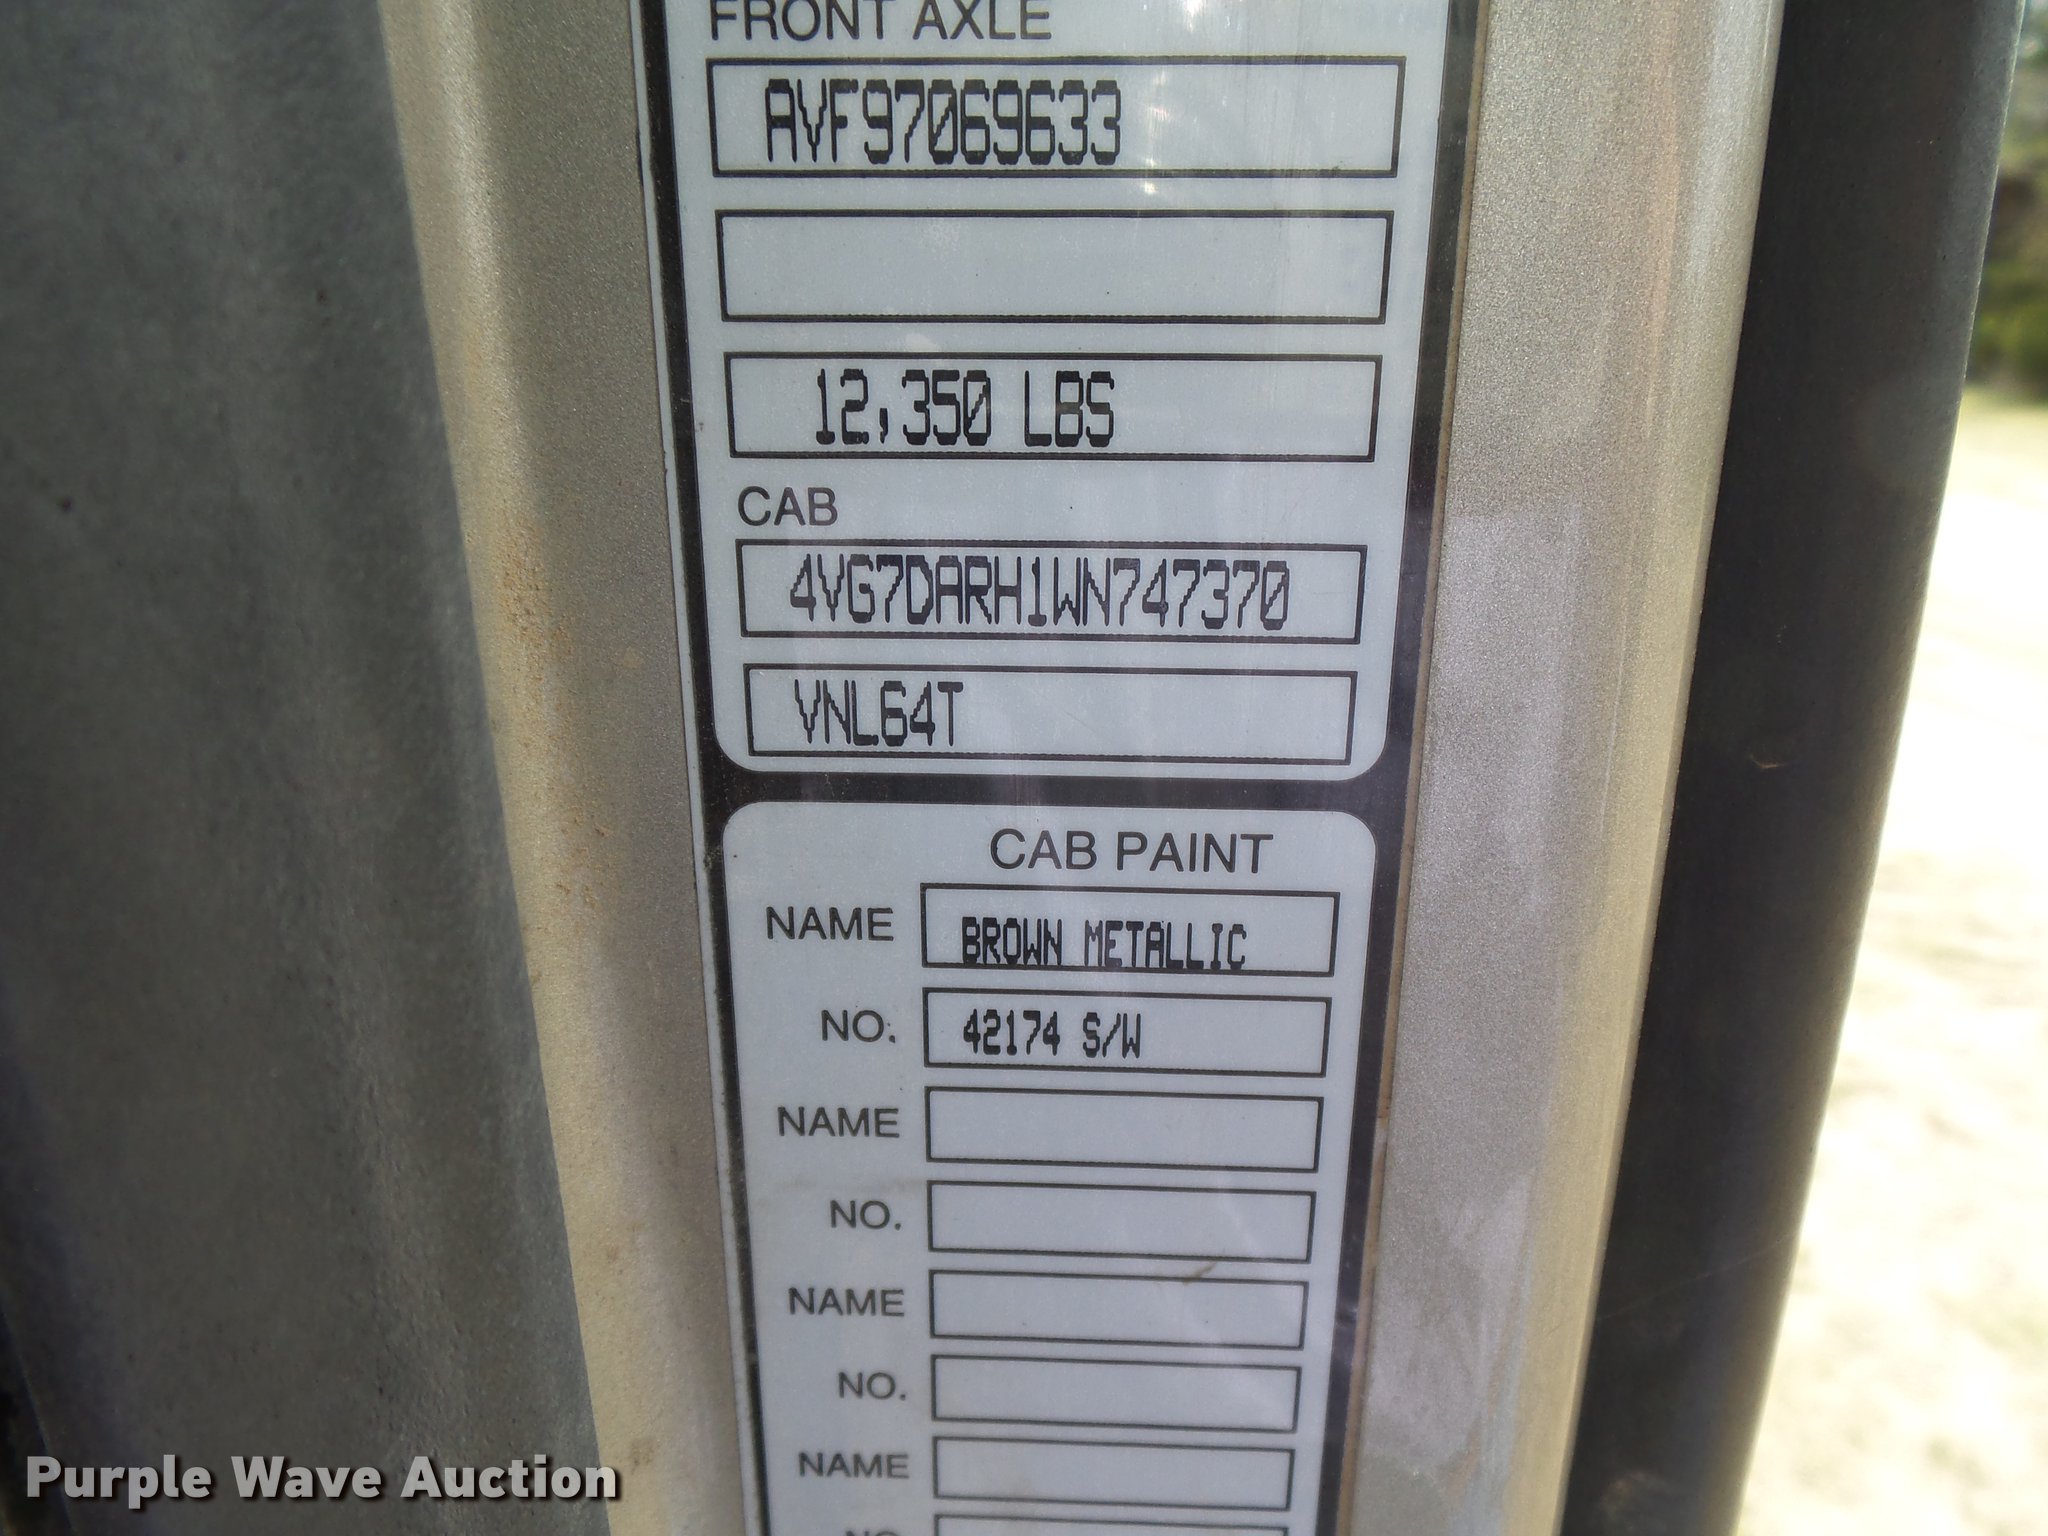 FRONT AXLE
AVF97069633
12,350 LBS
CAB
4VG7DARH1WN747370
VNL64T
CAB PAINT
NAME BROWN METALLIC
NO. 42174 S/W
NAME
NO.
NAME
NO.
NAME
NO.
Purple Wave Auction